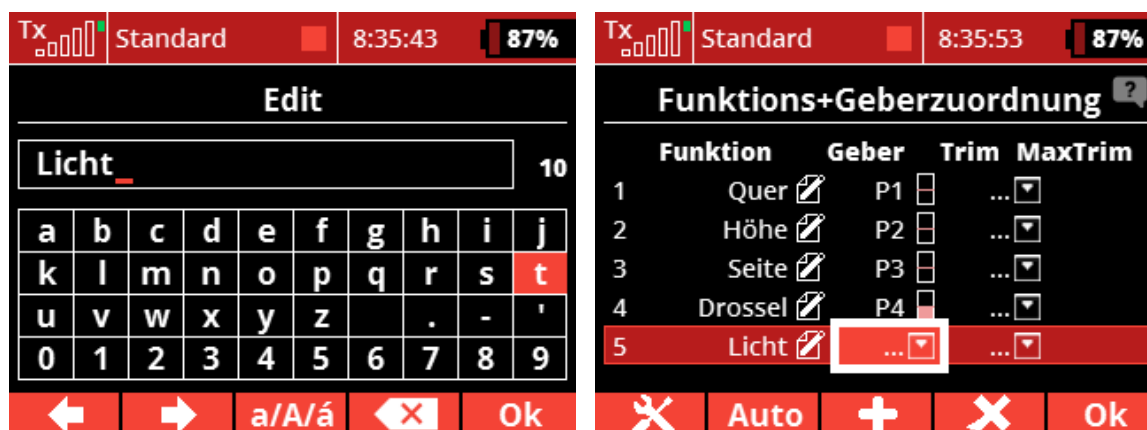 Tx Standard 8:35:43 87%
Edit
Licht_ 10
a b c d e f g h i j
k l m n o p q r s t
u v w x y z . - '
0 1 2 3 4 5 6 7 8 9
a/A/á Ok
Tx Standard 8:35:53 87%
Funktions+Geberzuordnung ?
Funktion Geber Trim MaxTrim
1 Quer P1 ...
2 Höhe P2 ...
3 Seite P3 ...
4 Drossel P4 ...
5 Licht ... ...
Auto Ok